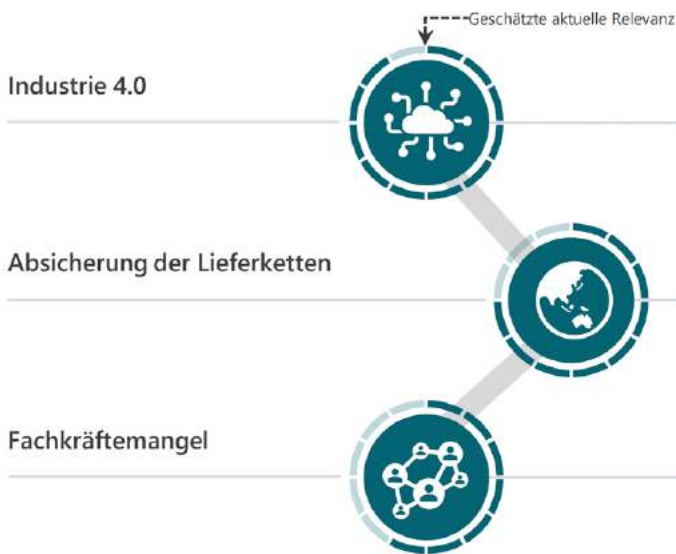 Geschätzte aktuelle Relevanz
Industrie 4.0
Absicherung der Lieferketten
Fachkräftemangel